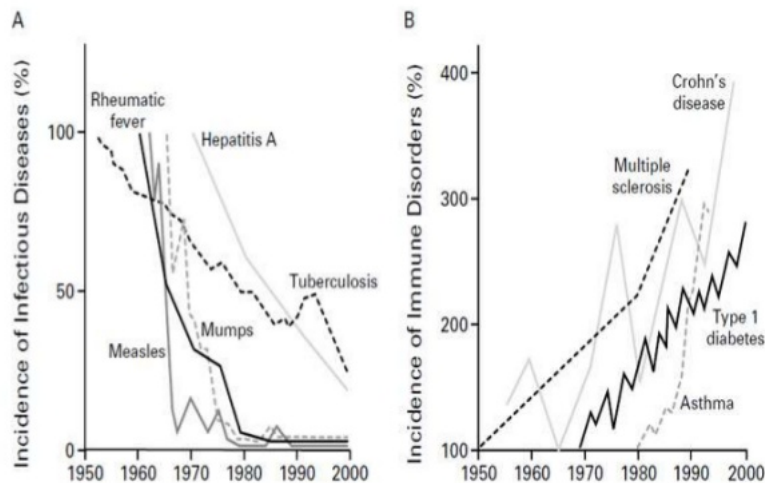 A
Incidence of Infectious Diseases (%)
100
50
0
Rheumatic
fever
Hepatitis A
Tuberculosis
Mumps
Measles
1950 1960 1970 1980 1990 2000
B
Incidence of Immune Disorders (%)
400
300
200
100
Crohn's
disease
Multiple
sclerosis
Type 1
diabetes
Asthma
1950 1960 1970 1980 1990 2000